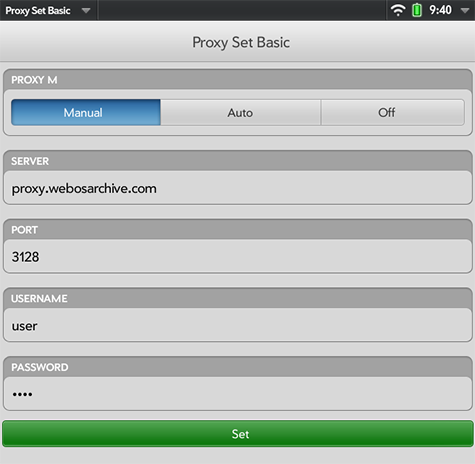 Proxy Set Basic
9:40
Proxy Set Basic
PROXY M
Manual Auto Off
SERVER
proxy.webosarchive.com
PORT
3128
USERNAME
user
PASSWORD
••••
Set